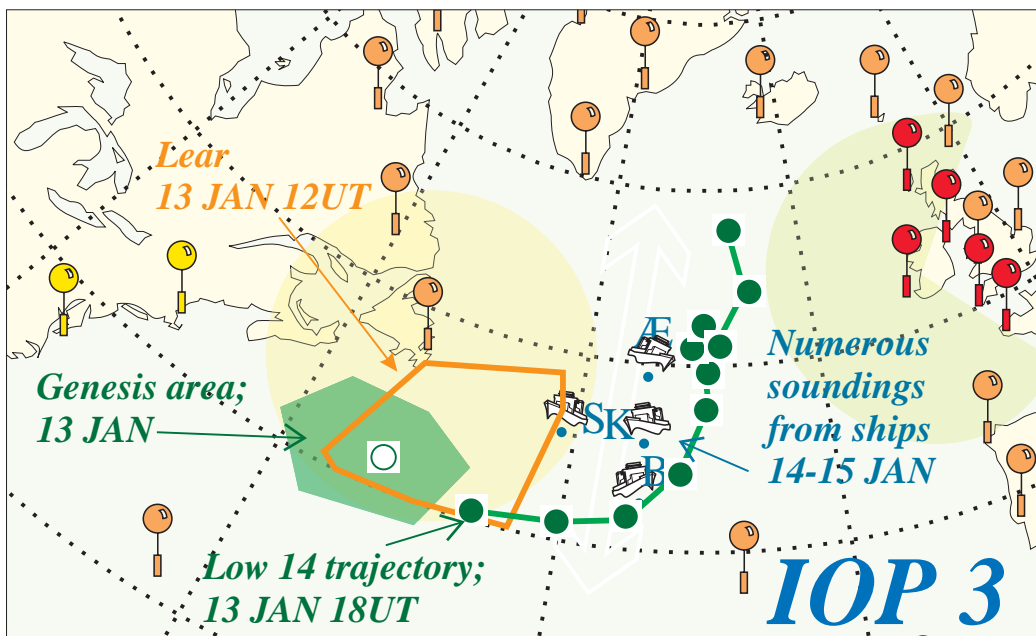 Lear
13 JAN 12UT
Æ
Genesis area;
13 JAN
Numerous
soundings
from ships
14-15 JAN
SK
B
Low 14 trajectory;
13 JAN 18UT
IOP 3